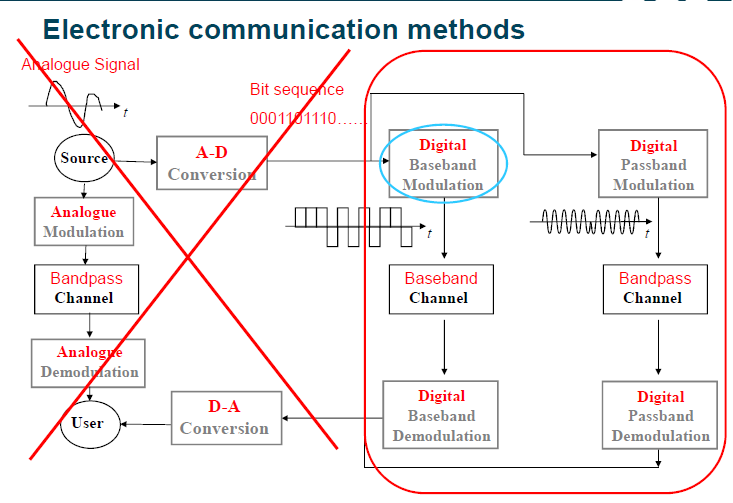 Electronic communication methods
Analogue Signal
t
Bit sequence
0001101110......
Source
A-D
Conversion
Digital
Baseband
Modulation
Digital
Passband
Modulation
Analogue
Modulation
t
t
Bandpass
Channel
Baseband
Channel
Bandpass
Channel
Analogue
Demodulation
User
D-A
Conversion
Digital
Baseband
Demodulation
Digital
Passband
Demodulation